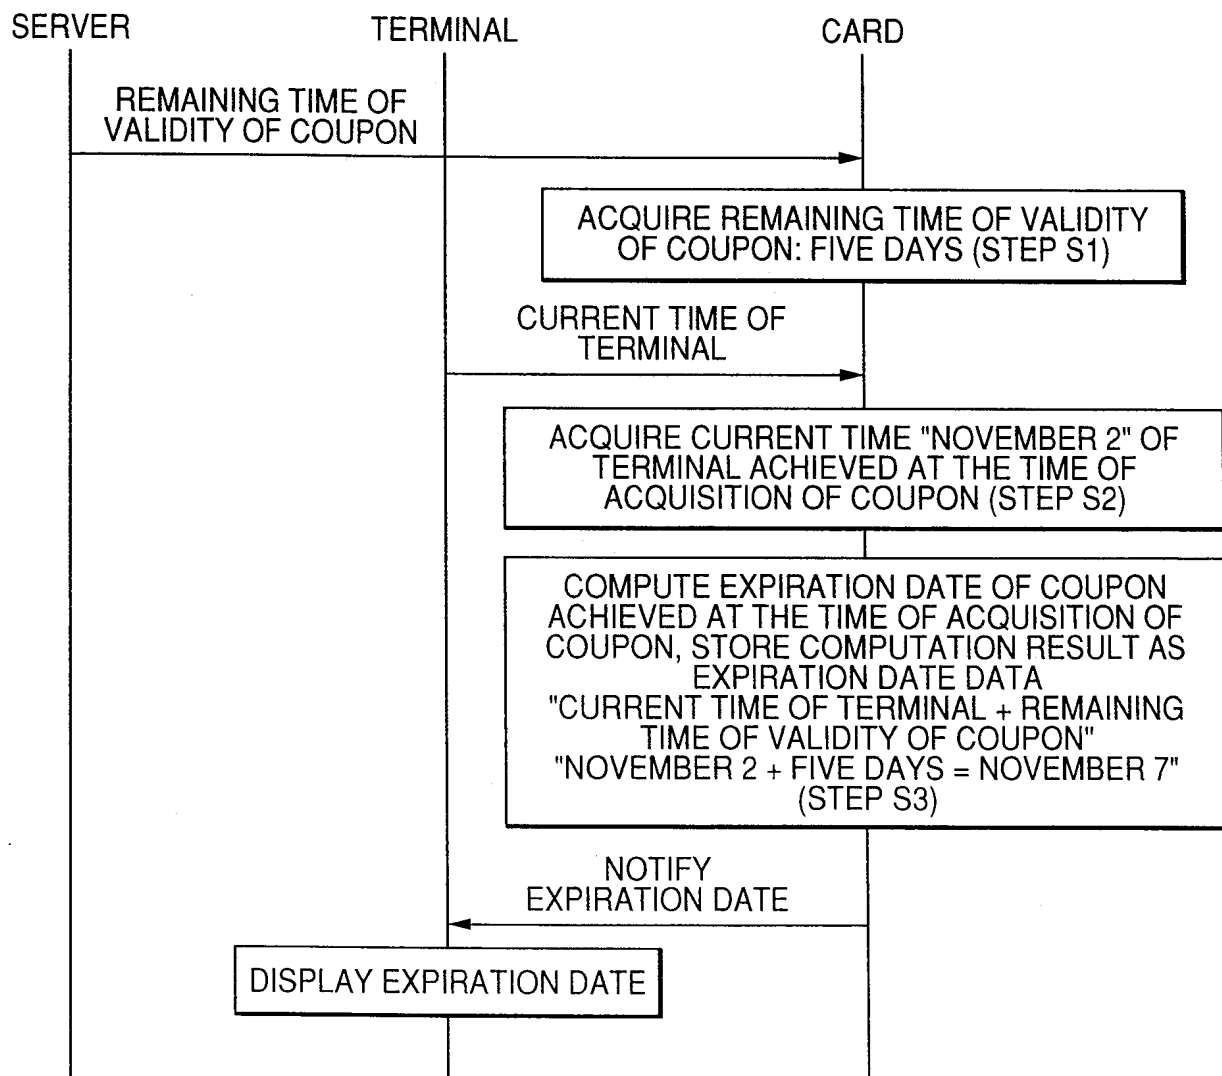 SERVER
TERMINAL
CARD
REMAINING TIME OF
VALIDITY OF COUPON
ACQUIRE REMAINING TIME OF VALIDITY
OF COUPON: FIVE DAYS (STEP S1)
CURRENT TIME OF
TERMINAL
ACQUIRE CURRENT TIME "NOVEMBER 2" OF
TERMINAL ACHIEVED AT THE TIME OF
ACQUISITION OF COUPON (STEP S2)
COMPUTE EXPIRATION DATE OF COUPON
ACHIEVED AT THE TIME OF ACQUISITION OF
COUPON, STORE COMPUTATION RESULT AS
EXPIRATION DATE DATA
"CURRENT TIME OF TERMINAL + REMAINING
TIME OF VALIDITY OF COUPON"
"NOVEMBER 2 + FIVE DAYS = NOVEMBER 7"
(STEP S3)
NOTIFY
EXPIRATION DATE
DISPLAY EXPIRATION DATE